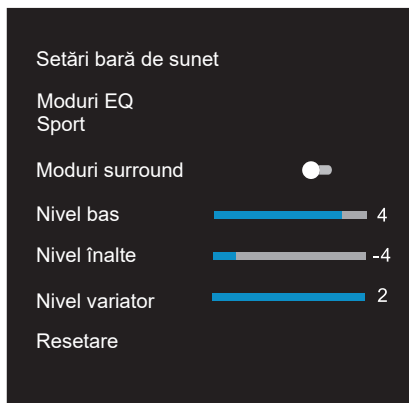 Setări bară de sunet
Moduri EQ
Sport
Moduri surround
Nivel bas 4
Nivel înalte -4
Nivel variator 2
Resetare